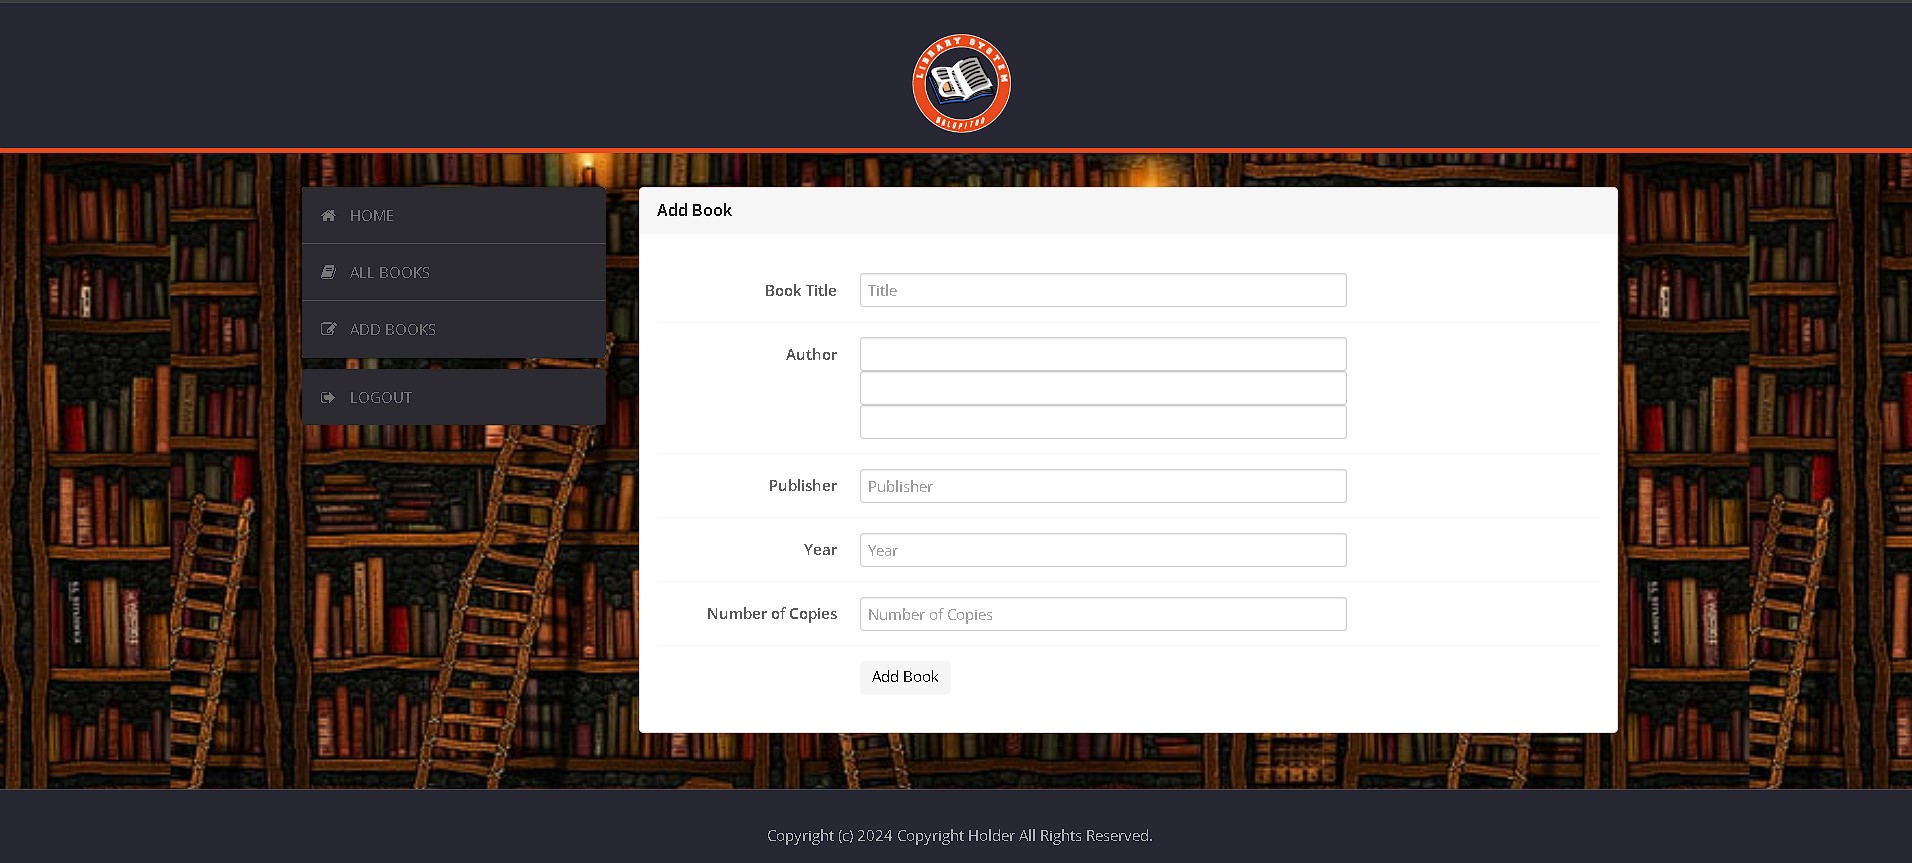 LIBRARY SYSTEM
HOME
ALL BOOKS
ADD BOOKS
LOGOUT
Add Book
Book Title
Title
Author
Publisher
Publisher
Year
Year
Number of Copies
Number of Copies
Add Book
Copyright (c) 2024 Copyright Holder All Rights Reserved.